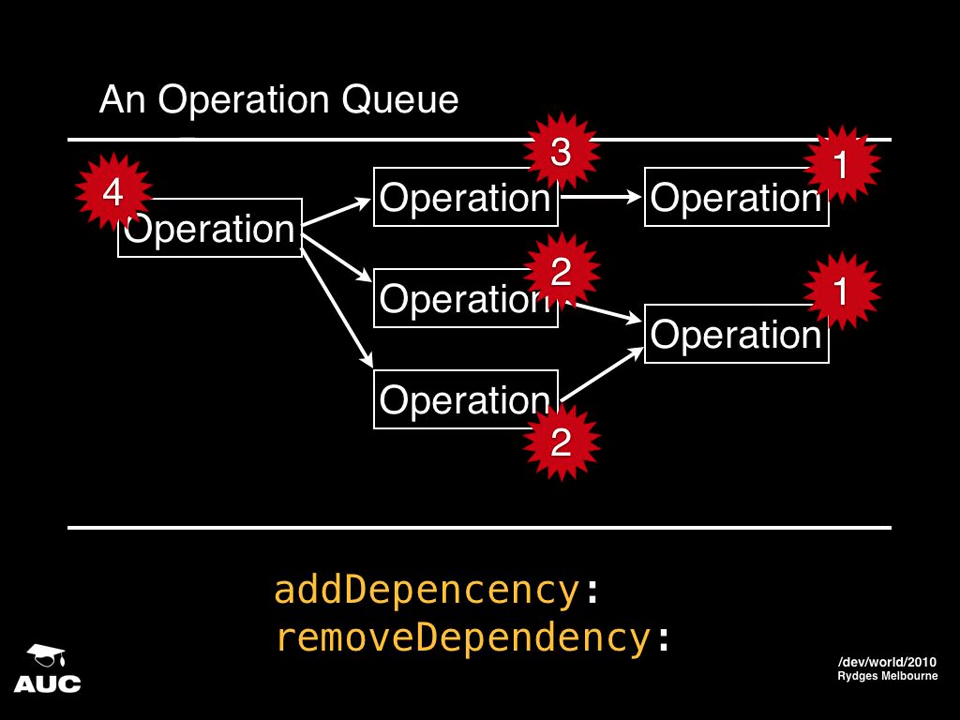 An Operation Queue
3
1
4
Operation
Operation
Operation
2
1
Operation
Operation
Operation
2
addDepencency:
removeDependency:
AUC
/dev/world/2010
Rydges Melbourne